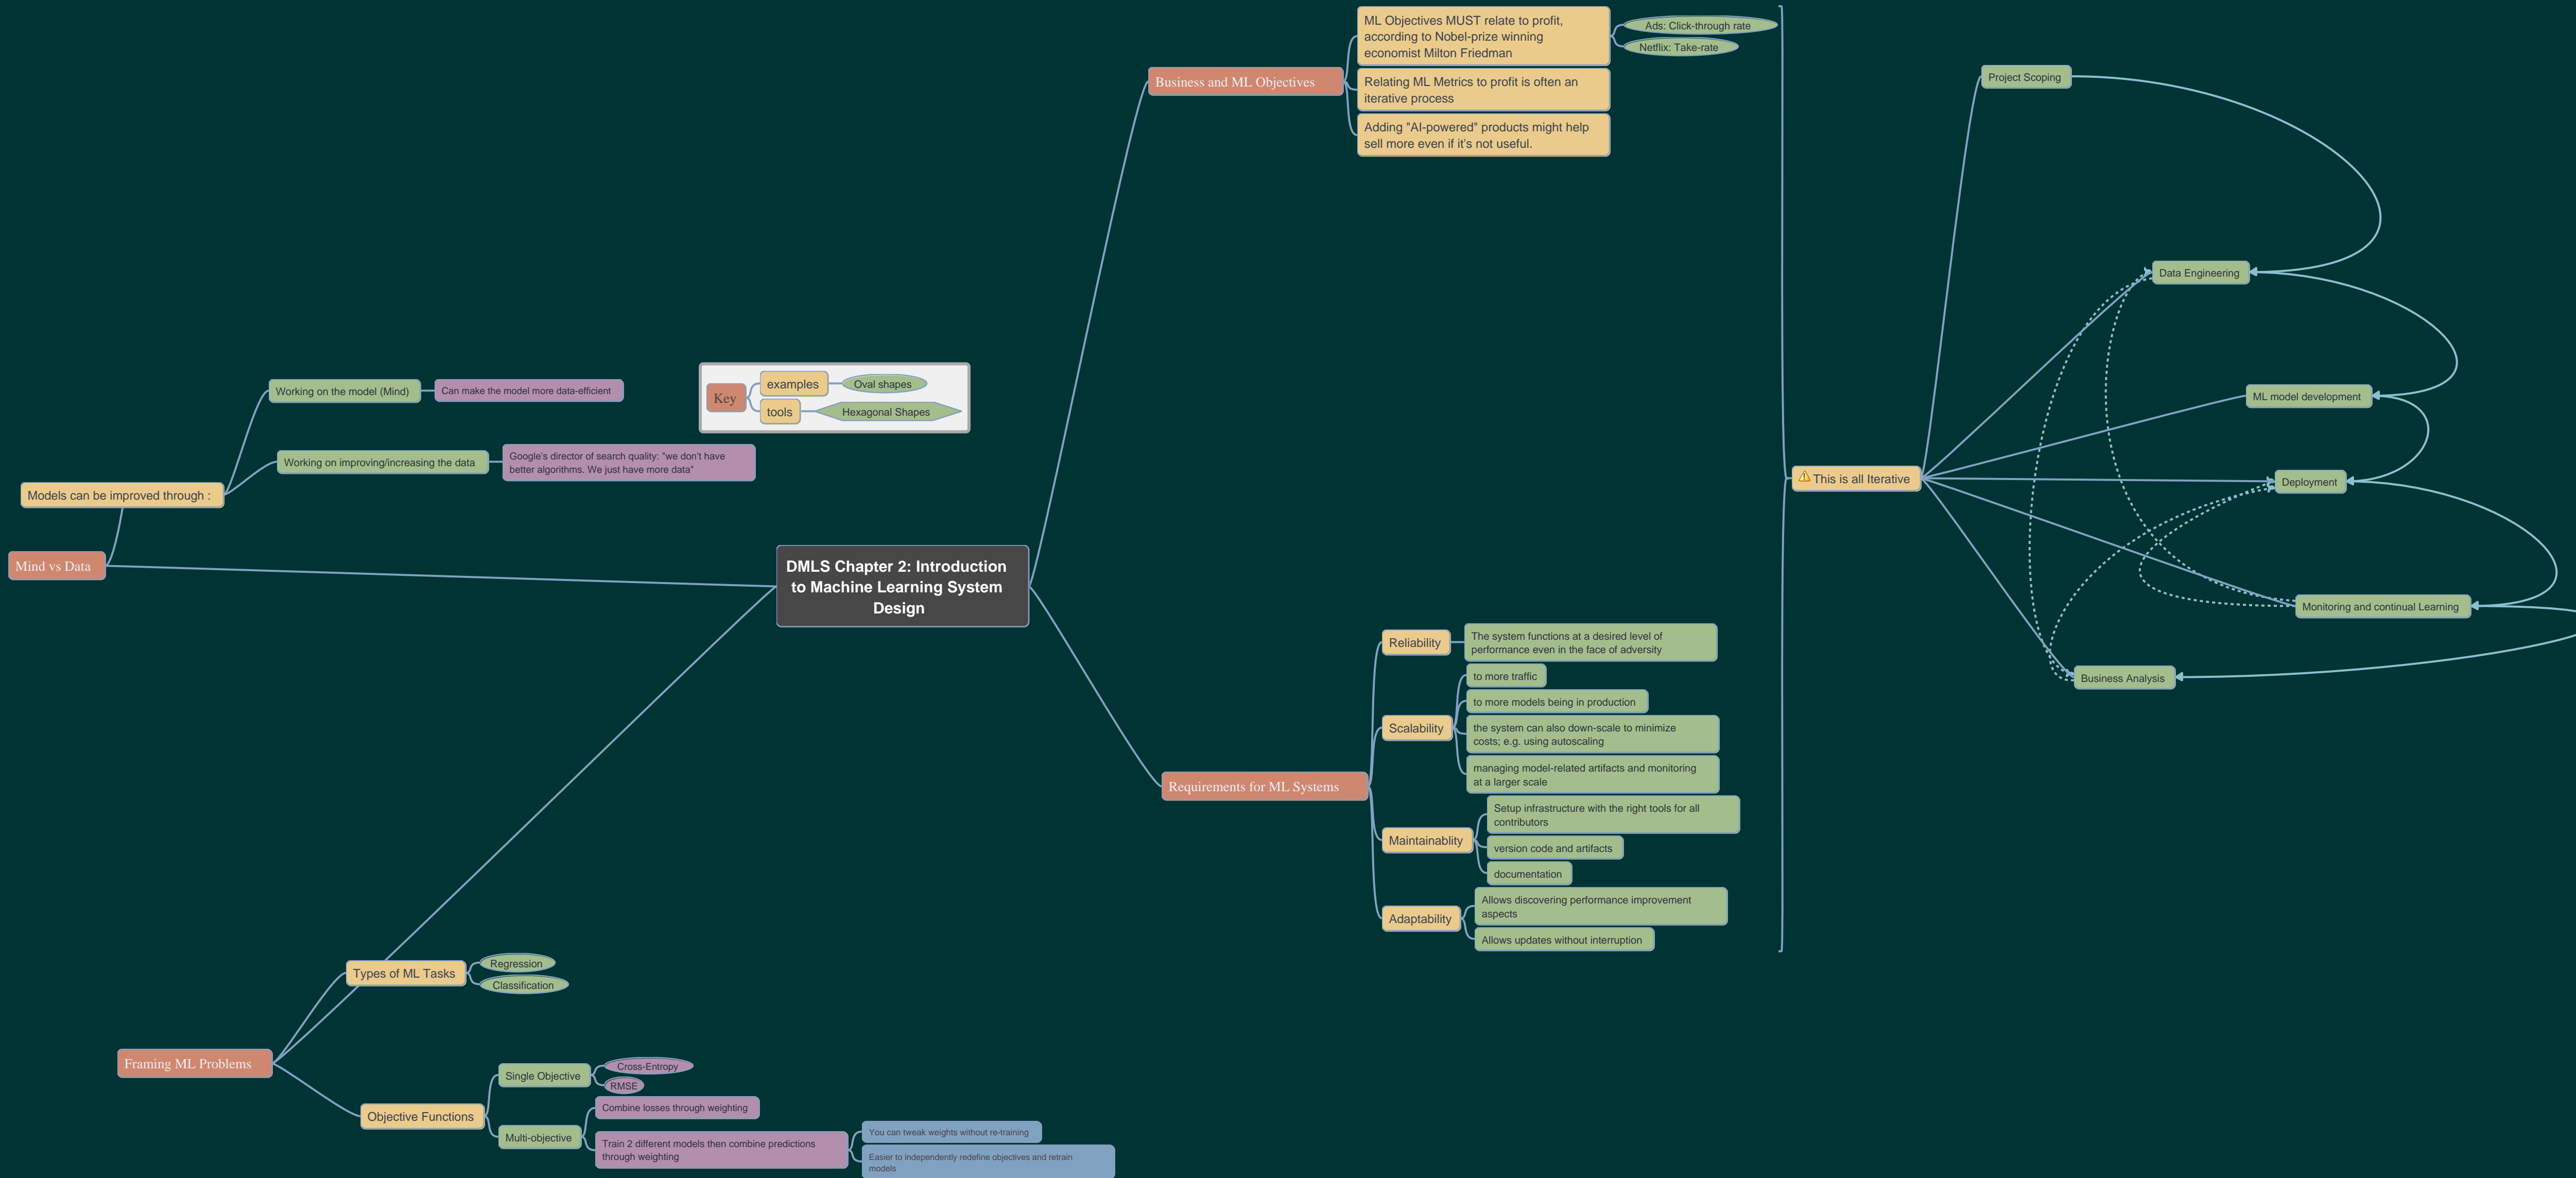 DMLS Chapter 2: Introduction
to Machine Learning System
Design
Business and ML Objectives
ML Objectives MUST relate to profit,
according to Nobel-prize winning
economist Milton Friedman
Ads: Click-through rate
Netflix: Take-rate
Relating ML Metrics to profit is often an
iterative process
Adding "AI-powered" products might help
sell more even if it's not useful.
Requirements for ML Systems
Reliability
The system functions at a desired level of
performance even in the face of adversity
Scalability
to more traffic
to more models being in production
the system can also down-scale to minimize
costs; e.g. using autoscaling
managing model-related artifacts and monitoring
at a larger scale
Maintainablity
Setup infrastructure with the right tools for all
contributors
version code and artifacts
documentation
Adaptability
Allows discovering performance improvement
aspects
Allows updates without interruption
This is all Iterative
Project Scoping
Data Engineering
ML model development
Deployment
Monitoring and continual Learning
Business Analysis
Key
examples
Oval shapes
tools
Hexagonal Shapes
Mind vs Data
Models can be improved through :
Working on the model (Mind)
Can make the model more data-efficient
Working on improving/increasing the data
Google's director of search quality: "we don't have
better algorithms. We just have more data"
Framing ML Problems
Types of ML Tasks
Regression
Classification
Objective Functions
Single Objective
Cross-Entropy
RMSE
Multi-objective
Combine losses through weighting
Train 2 different models then combine predictions
through weighting
You can tweak weights without re-training
Easier to independently redefine objectives and retrain
models